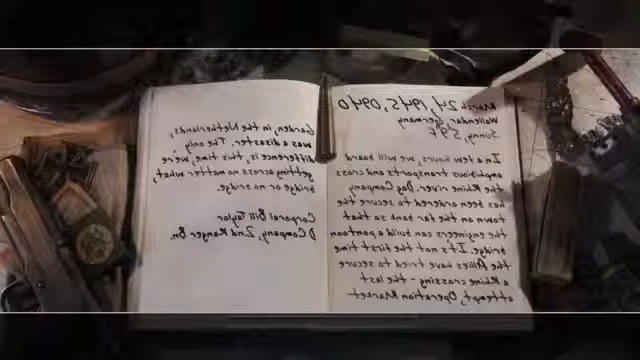 March 24, 1945, 0940
Wallendar, Germany
Sunny, 59°F
In a few hours, we will board
amphibious transports and cross
the Rhine river. Dog Company
has been ordered to secure the
town on the far bank so that
the engineers can build a pontoon
bridge. It's not the first time
the Allies have tried to secure
a Rhine crossing - the last
attempt, Operation Market
Garden, in the Netherlands,
was a disaster. The only
difference is, this time, we're
getting across no matter what,
bridge or no bridge.
Corporal Bill Taylor
D Company, 2nd Ranger Bn.